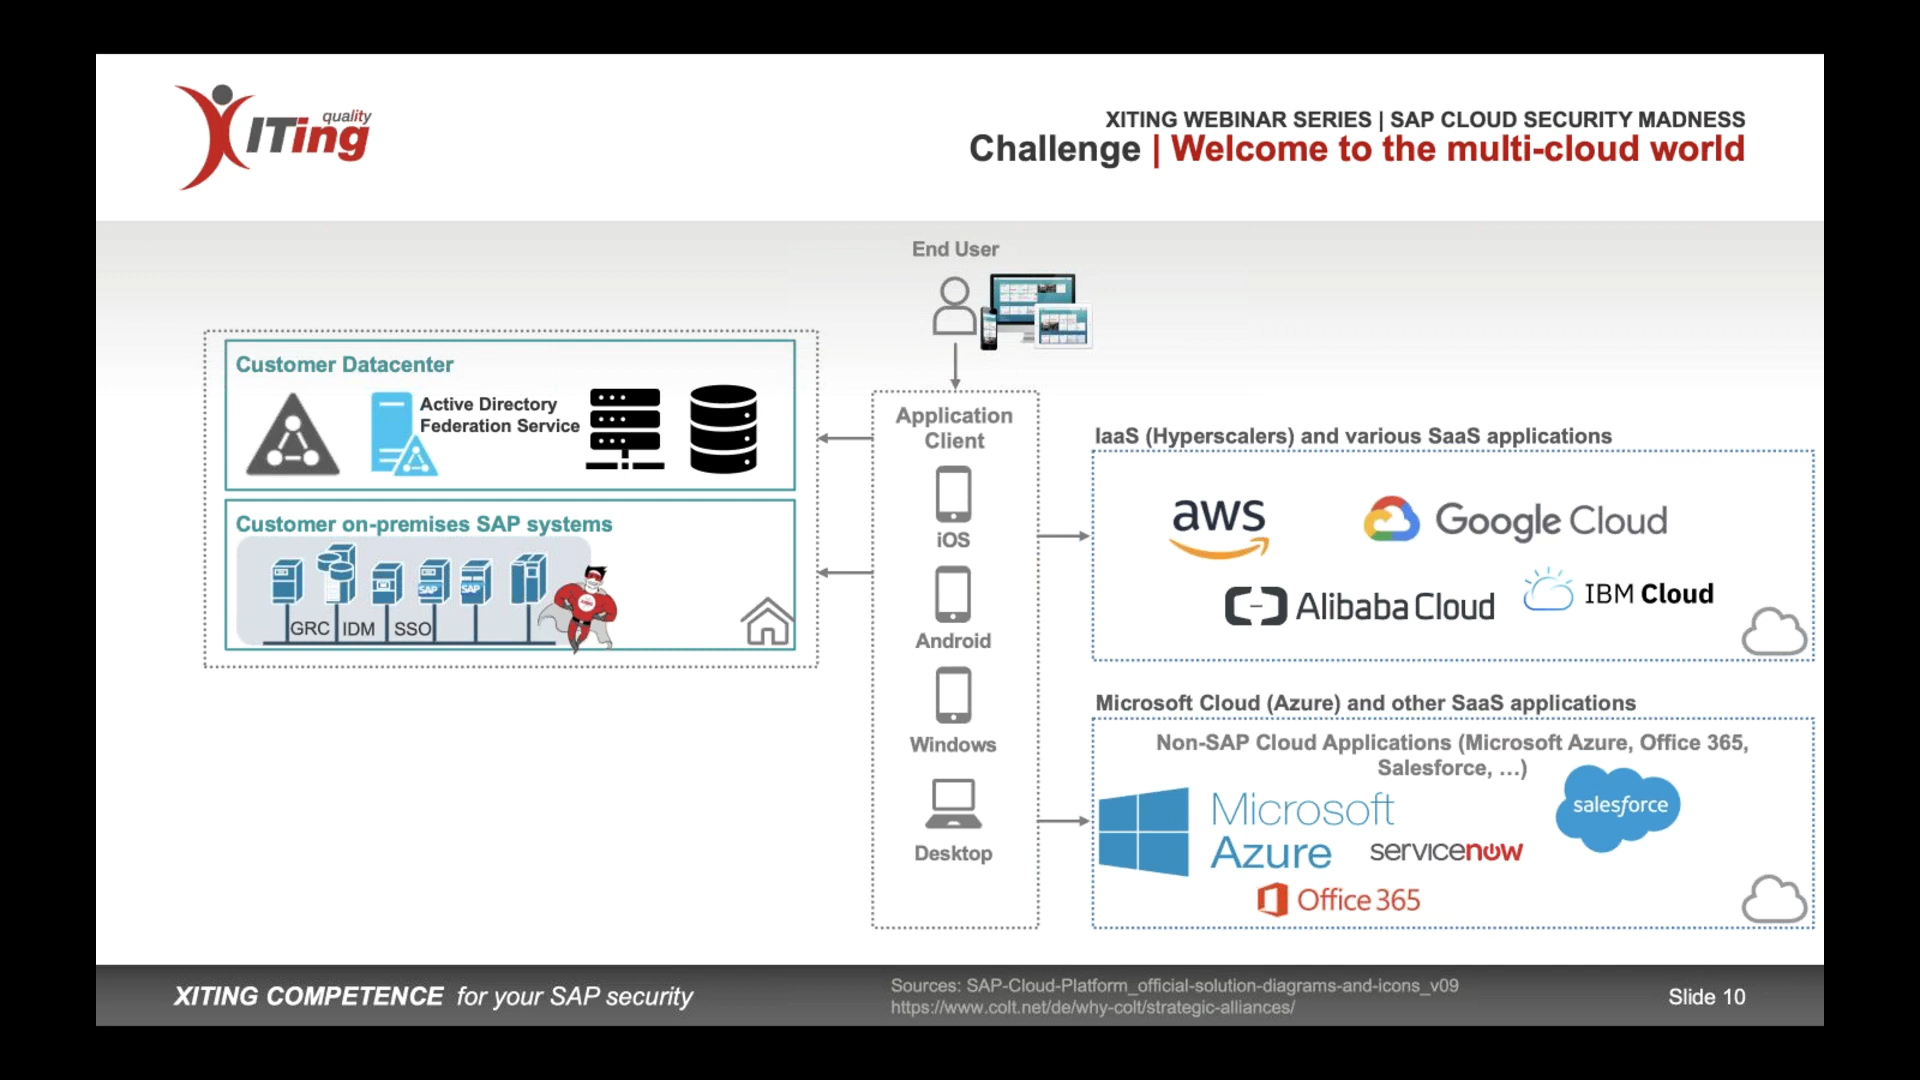 quality
XITing
XITING WEBINAR SERIES | SAP CLOUD SECURITY MADNESS
Challenge | Welcome to the multi-cloud world
End User
Customer Datacenter
Active Directory
Federation Service
Customer on-premises SAP systems
SAP
SAP
GRC
IDM
SSO
Application
Client
iOS
Android
Windows
Desktop
IaaS (Hyperscalers) and various SaaS applications
aws
Google Cloud
Alibaba Cloud
IBM Cloud
Microsoft Cloud (Azure) and other SaaS applications
Non-SAP Cloud Applications (Microsoft Azure, Office 365,
Salesforce, …)
Microsoft
Azure
servicenow
salesforce
Office 365
XITING COMPETENCE for your SAP security
Sources: SAP-Cloud-Platform_official-solution-diagrams-and-icons_v09
https://www.colt.net/de/why-colt/strategic-alliances/
Slide 10